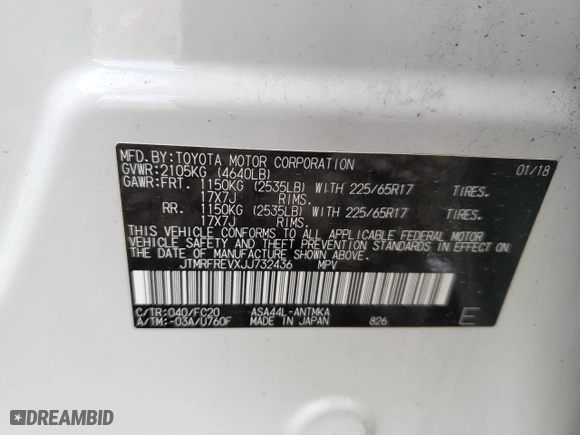 MFD.BY:TOYOTA MOTOR CORPORATION 01/18
GVWR:2105KG (4640LB)
GAWR:FRT. 1150KG (2535LB) WITH 225/65R17 TIRES.
17X7J RIMS.
RR. 1150KG (2535LB) WITH 225/65R17 TIRES.
17X7J RIMS.
THIS VEHICLE CONFORMS TO ALL APPLICABLE FEDERAL MOTOR
VEHICLE SAFETY AND THEFT PREVENTION STANDARDS IN EFFECT ON
THE DATE OF MANUFACTURE SHOWN ABOVE.
JTMRFREVXJJ732436 MPV
C/TR:040/FC20 ASA44L-ANTMKA
A/TM:-03A/U760F MADE IN JAPAN 826 E
DREAMBID